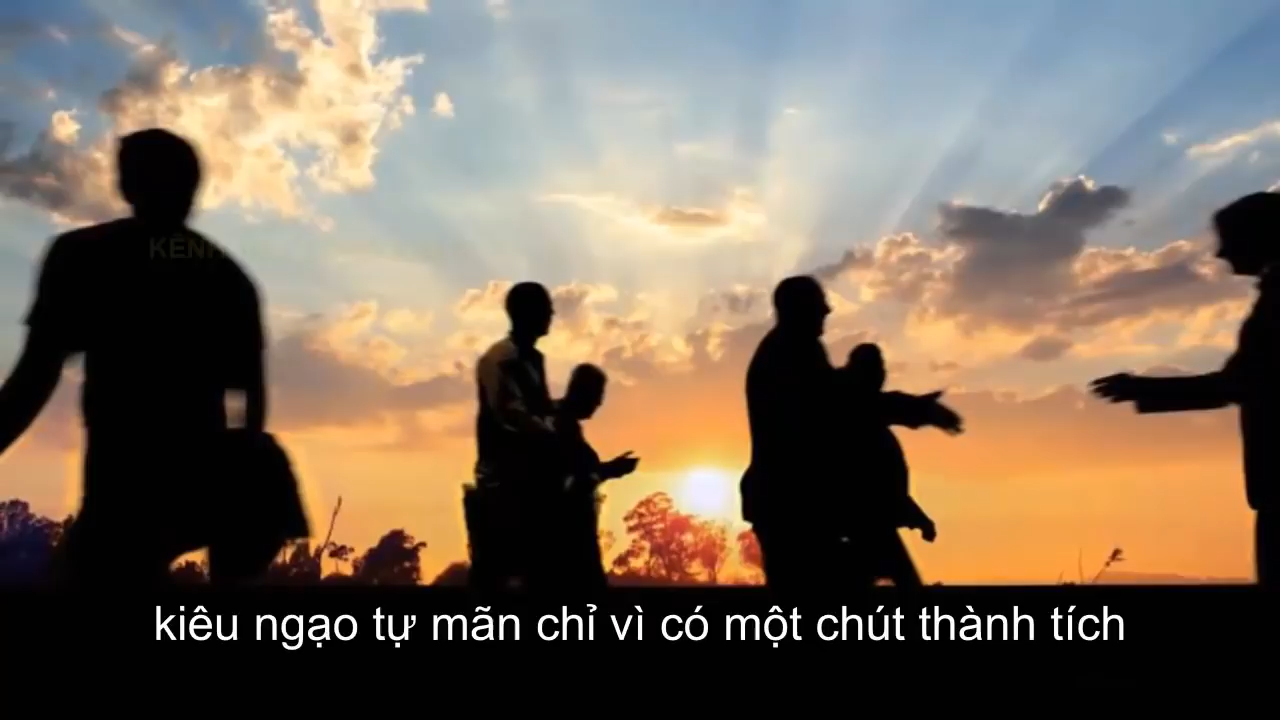 kiêu ngạo tự mãn chỉ vì có một chút thành tích